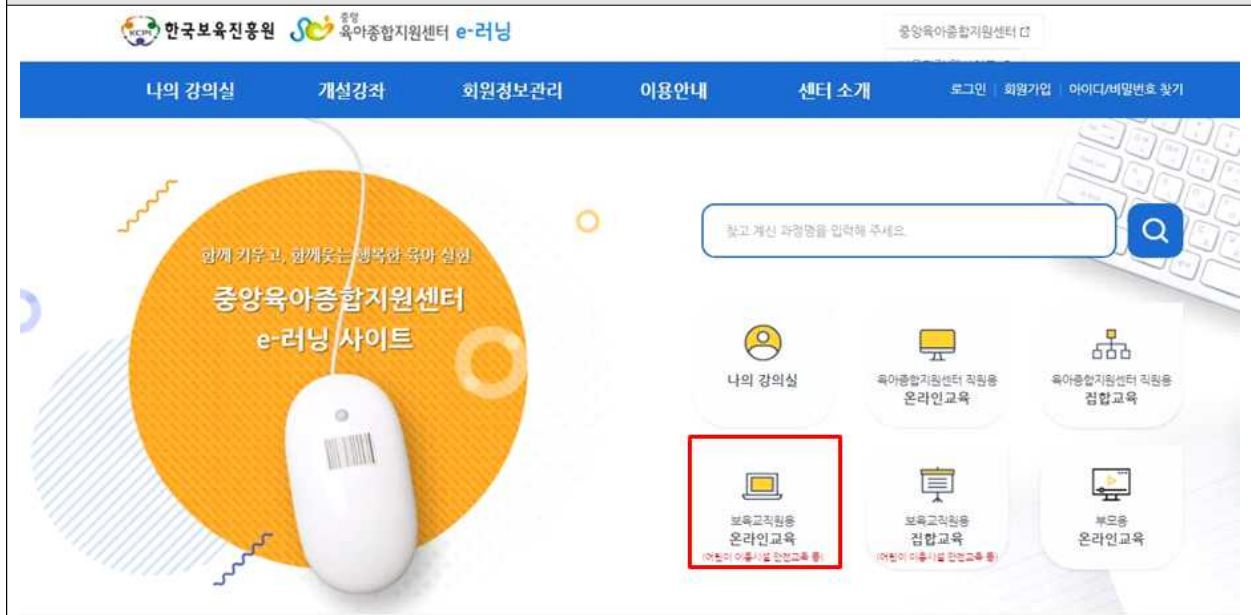 한국보육진흥원 중앙
육아종합지원센터 e-러닝
중앙육아종합지원센터
나의 강의실 개설강좌 회원정보관리 이용안내 센터 소개 로그인 회원가입 아이디/비밀번호 찾기
찾고 계신 과정명을 입력해 주세요.
함께 키우고, 함께웃는 행복한 육아 실현
중앙육아종합지원센터
e-러닝 사이트
나의 강의실
육아종합지원센터 직원용
온라인교육
육아종합지원센터 직원용
집합교육
보육교직원용
온라인교육
(어린이 이용시설 안전교육 등)
보육교직원용
집합교육
(어린이 이용시설 안전교육 등)
부모용
온라인교육